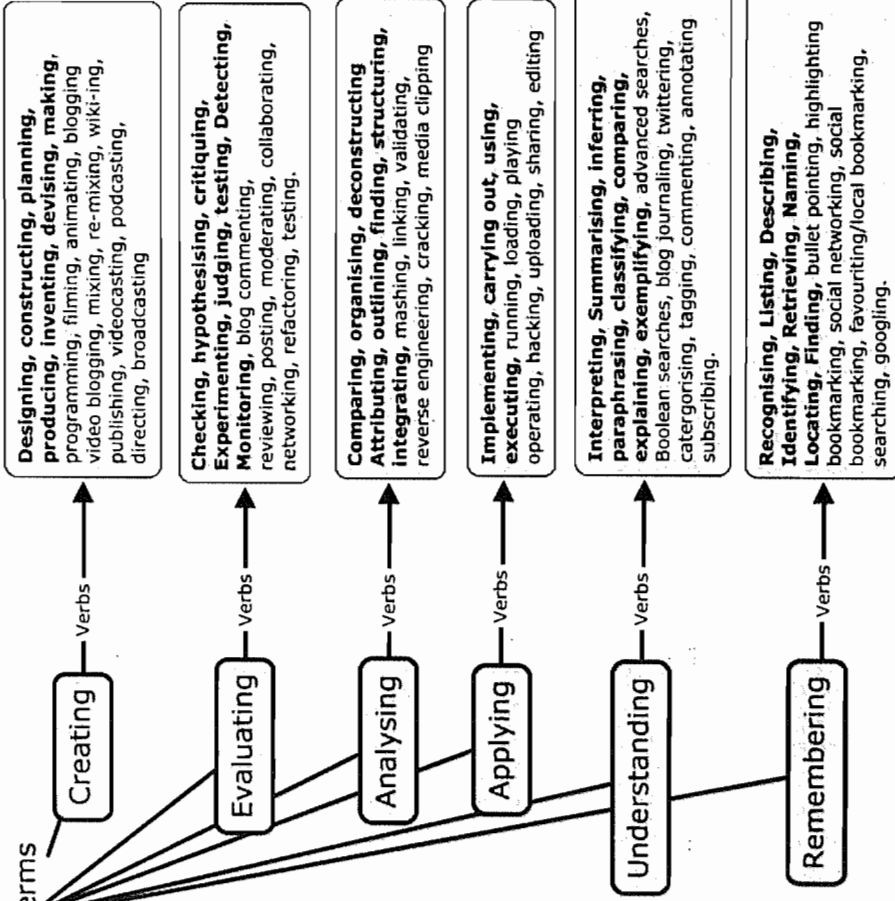 erms
Creating
Verbs
Designing, constructing, planning,
producing, inventing, devising, making,
programming, filming, animating, blogging
video blogging, mixing, re-mixing, wiki-ing,
publishing, videocasting, podcasting,
directing, broadcasting
Evaluating
Verbs
Checking, hypothesising, critiquing,
Experimenting, judging, testing, Detecting,
Monitoring, blog commenting,
reviewing, posting, moderating, collaborating,
networking, refactoring, testing.
Analysing
Verbs
Comparing, organising, deconstructing
Attributing, outlining, finding, structuring,
integrating, mashing, linking, validating,
reverse engineering, cracking, media clipping
Applying
Verbs
Implementing, carrying out, using,
executing, running, loading, playing
operating, hacking, uploading, sharing, editing
Understanding
Verbs
Interpreting, Summarising, inferring,
paraphrasing, classifying, comparing,
explaining, exemplifying, advanced searches,
Boolean searches, blog journaling, twittering,
catergorising, tagging, commenting, annotating
subscribing.
Remembering
Verbs
Recognising, Listing, Describing,
Identifying, Retrieving, Naming,
Locating, Finding, bullet pointing, highlighting
bookmarking, social networking, social
bookmarking, favouriting/local bookmarking,
searching, googling.